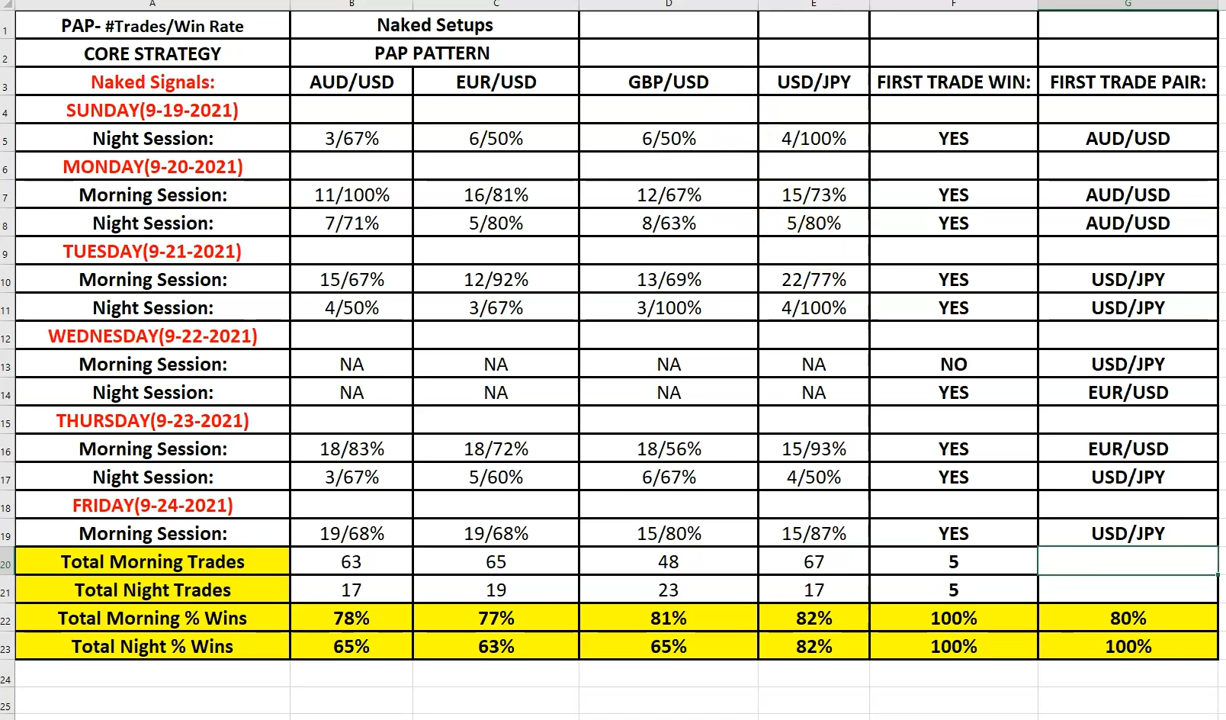 A B C D E F G
1 PAP- #Trades/Win Rate Naked Setups
2 CORE STRATEGY PAP PATTERN
3 Naked Signals: AUD/USD EUR/USD GBP/USD USD/JPY FIRST TRADE WIN: FIRST TRADE PAIR:
4 SUNDAY(9-19-2021)
5 Night Session: 3/67% 6/50% 6/50% 4/100% YES AUD/USD
6 MONDAY(9-20-2021)
7 Morning Session: 11/100% 16/81% 12/67% 15/73% YES AUD/USD
8 Night Session: 7/71% 5/80% 8/63% 5/80% YES AUD/USD
9 TUESDAY(9-21-2021)
10 Morning Session: 15/67% 12/92% 13/69% 22/77% YES USD/JPY
11 Night Session: 4/50% 3/67% 3/100% 4/100% YES USD/JPY
12 WEDNESDAY(9-22-2021)
13 Morning Session: NA NA NA NA NO USD/JPY
14 Night Session: NA NA NA NA YES EUR/USD
15 THURSDAY(9-23-2021)
16 Morning Session: 18/83% 18/72% 18/56% 15/93% YES EUR/USD
17 Night Session: 3/67% 5/60% 6/67% 4/50% YES USD/JPY
18 FRIDAY(9-24-2021)
19 Morning Session: 19/68% 19/68% 15/80% 15/87% YES USD/JPY
20 Total Morning Trades 63 65 48 67 5
21 Total Night Trades 17 19 23 17 5
22 Total Morning % Wins 78% 77% 81% 82% 100% 80%
23 Total Night % Wins 65% 63% 65% 82% 100% 100%
24
25